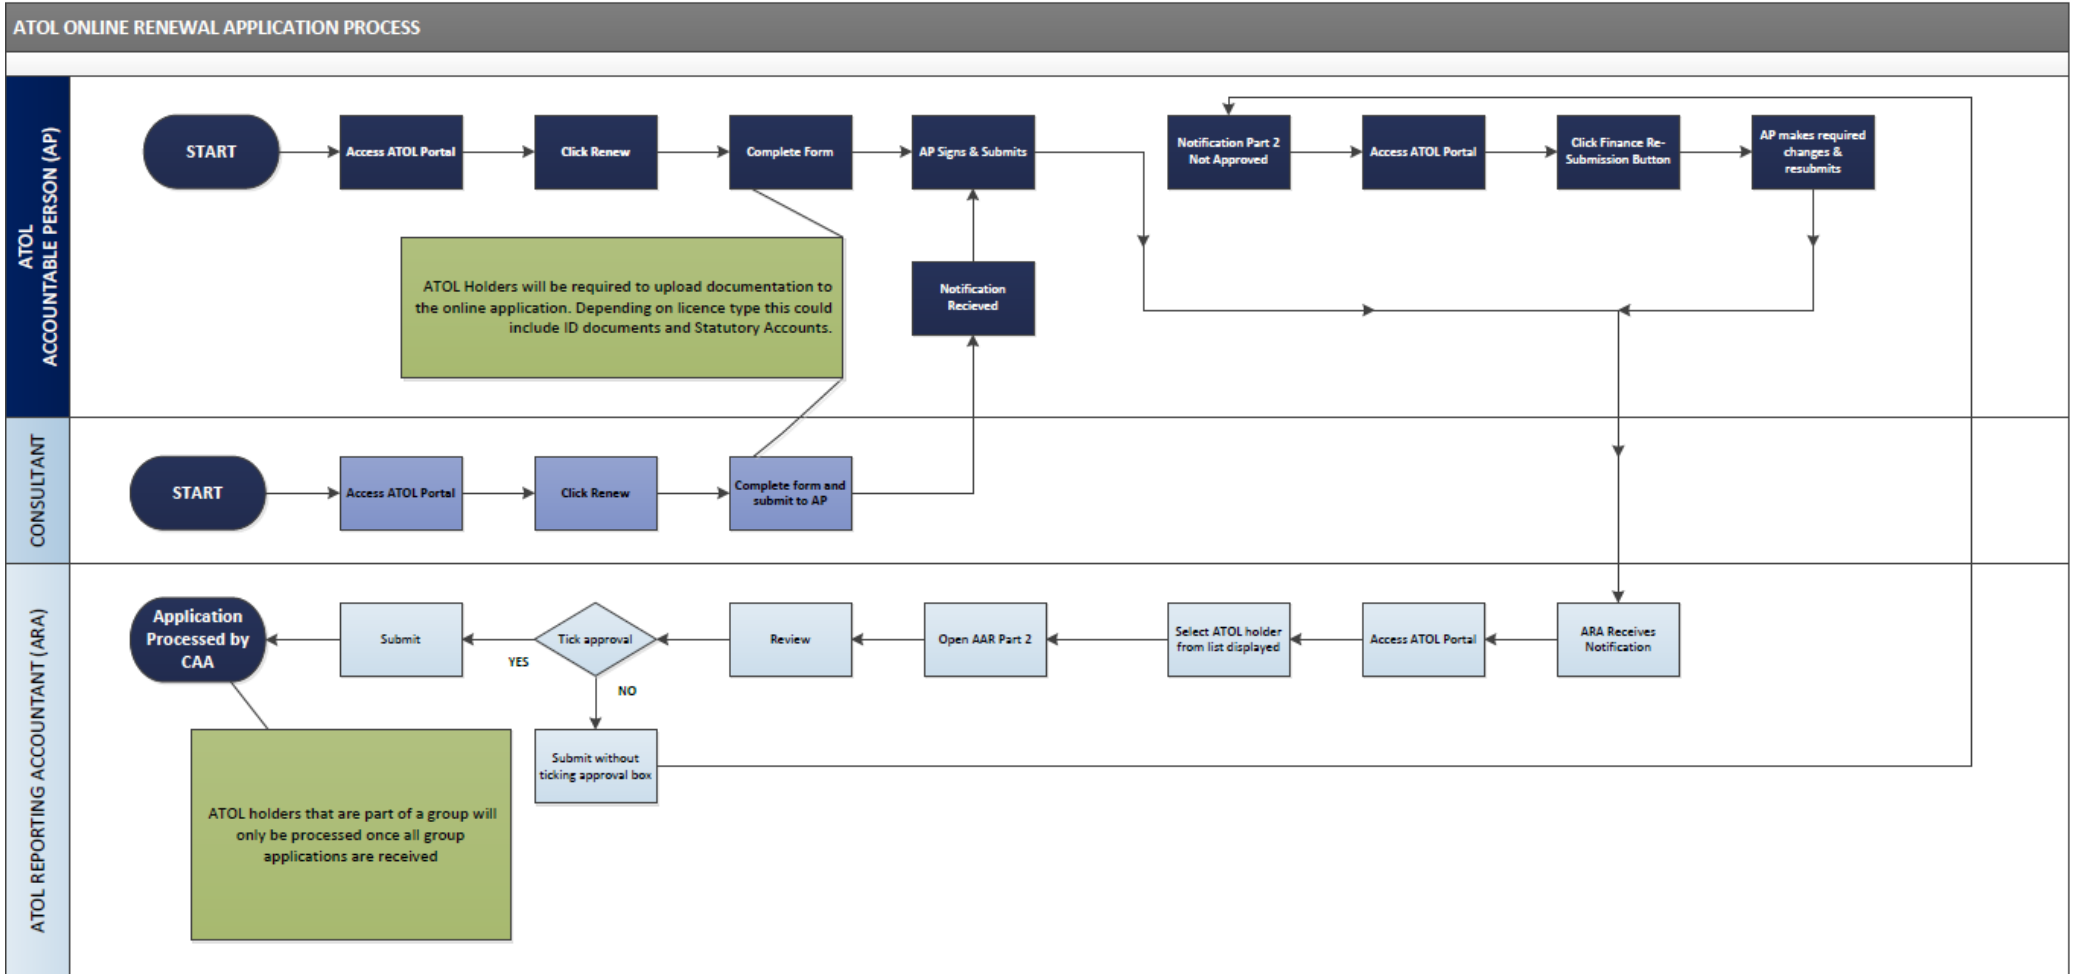 ATOL ONLINE RENEWAL APPLICATION PROCESS
ATOL
ACCOUNTABLE PERSON (AP)
START
Access ATOL Portal
Click Renew
Complete Form
AP Signs & Submits
Notification Part 2
Not Approved
Access ATOL Portal
Click Finance Re-
Submission Button
AP makes required
changes &
resubmits
ATOL Holders will be required to upload documentation to
the online application. Depending on licence type this could
include ID documents and Statutory Accounts.
Notification
Recieved
CONSULTANT
START
Access ATOL Portal
Click Renew
Complete form and
submit to AP
ATOL REPORTING ACCOUNTANT (ARA)
Application
Processed by
CAA
Submit
YES
Tick approval
NO
Review
Open AAR Part 2
Select ATOL holder
from list displayed
Access ATOL Portal
ARA Receives
Notification
Submit without
ticking approval box
ATOL holders that are part of a group will
only be processed once all group
applications are received